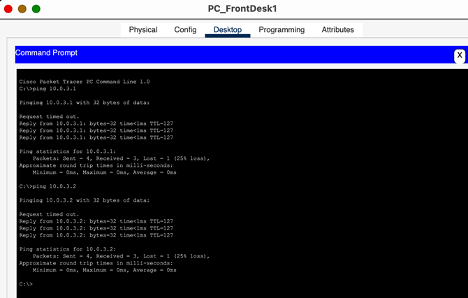 PC_FrontDesk1
Physical Config Desktop Programming Attributes
Command Prompt X
Cisco Packet Tracer PC Command Line 1.0
C:\>ping 10.0.3.1
Pinging 10.0.3.1 with 32 bytes of data:
Request timed out.
Reply from 10.0.3.1: bytes=32 time<1ms TTL=127
Reply from 10.0.3.1: bytes=32 time<1ms TTL=127
Reply from 10.0.3.1: bytes=32 time<1ms TTL=127
Ping statistics for 10.0.3.1:
Packets: Sent = 4, Received = 3, Lost = 1 (25% loss),
Approximate round trip times in milli-seconds:
Minimum = 0ms, Maximum = 0ms, Average = 0ms
C:\>ping 10.0.3.2
Pinging 10.0.3.2 with 32 bytes of data:
Request timed out.
Reply from 10.0.3.2: bytes=32 time<1ms TTL=127
Reply from 10.0.3.2: bytes=32 time<1ms TTL=127
Reply from 10.0.3.2: bytes=32 time<1ms TTL=127
Ping statistics for 10.0.3.2:
Packets: Sent = 4, Received = 3, Lost = 1 (25% loss),
Approximate round trip times in milli-seconds:
Minimum = 0ms, Maximum = 0ms, Average = 0ms
C:\>